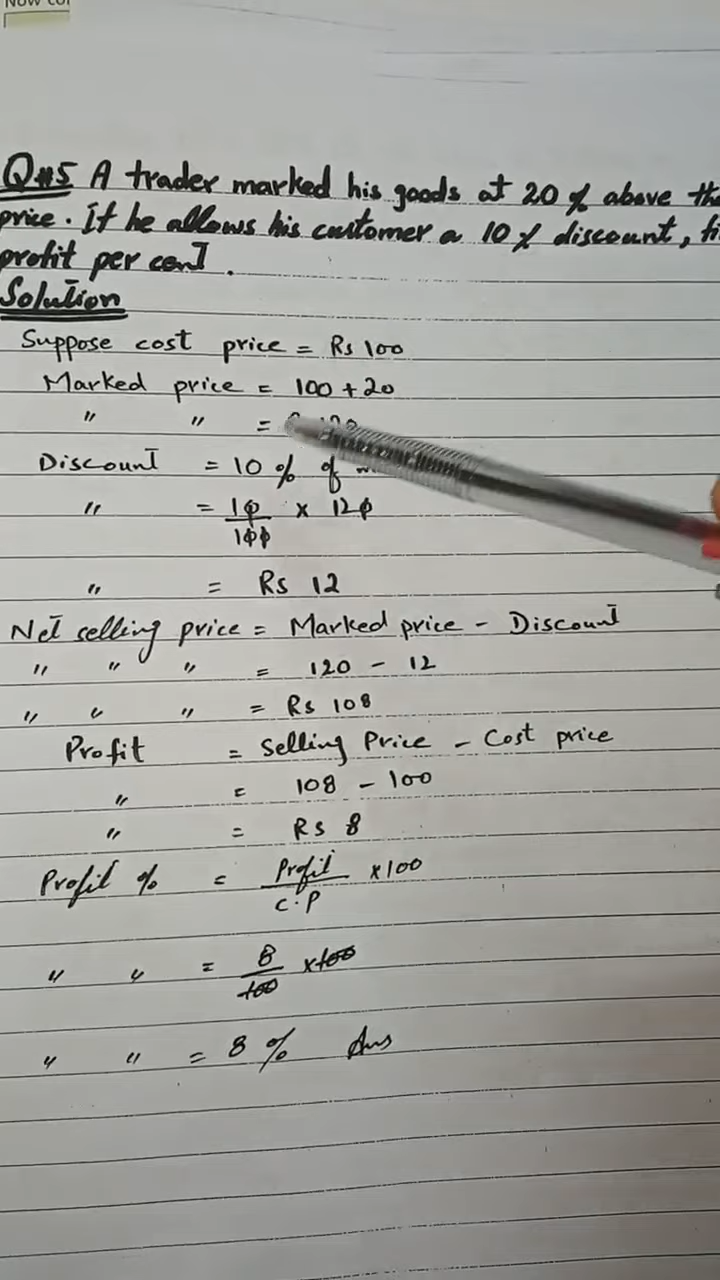 Q#5 A trader marked his goods at 20% above the
price. If he allows his customer a 10% discount,
profit per cent.
Solution
Suppose cost price = Rs 100
Marked price = 100 + 20
〃 〃 =
Discount = 10% of
〃 = 10/100 × 120
〃 = Rs 12
Net selling price = Marked price - Discount
〃 〃 〃 = 120 - 12
〃 〃 〃 = Rs 108
Profit = Selling Price - Cost price
〃 = 108 - 100
〃 = Rs 8
Profit % = Profit/C.P ×100
〃 〃 = 8/100 ×100
〃 〃 = 8% Ans